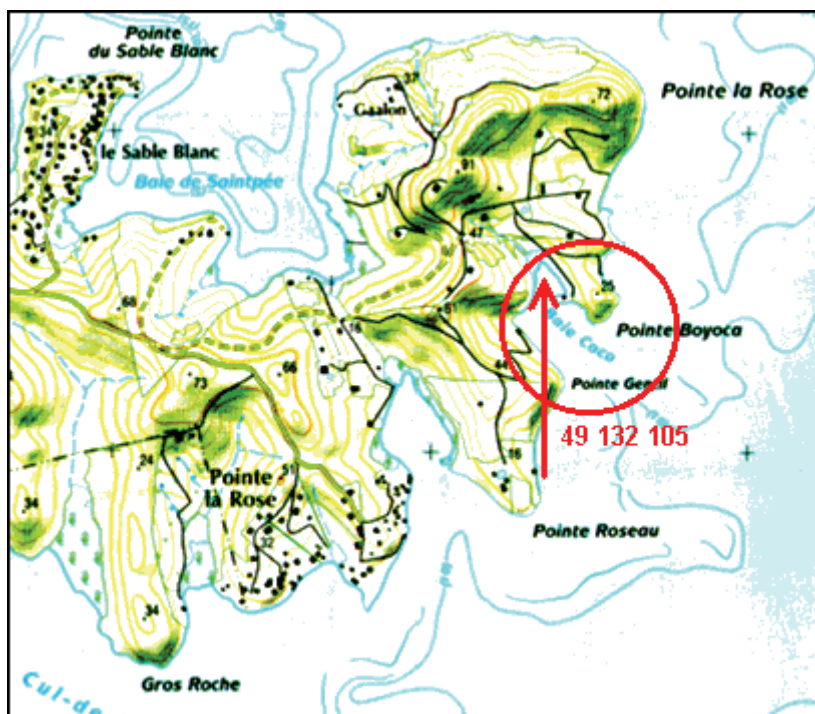 Pointe
du Sable Blanc
37
Gaalon
72
Pointe la Rose
le Sable Blanc
Baie de Saintpée
91
47
25
68
16
51
Pointe Boyoca
Baie Coco
44
73
66
49 132 105
16
24
51
Pointe
la Rose
34
32
Pointe Roseau
34
Gros Roche
Cul-de-